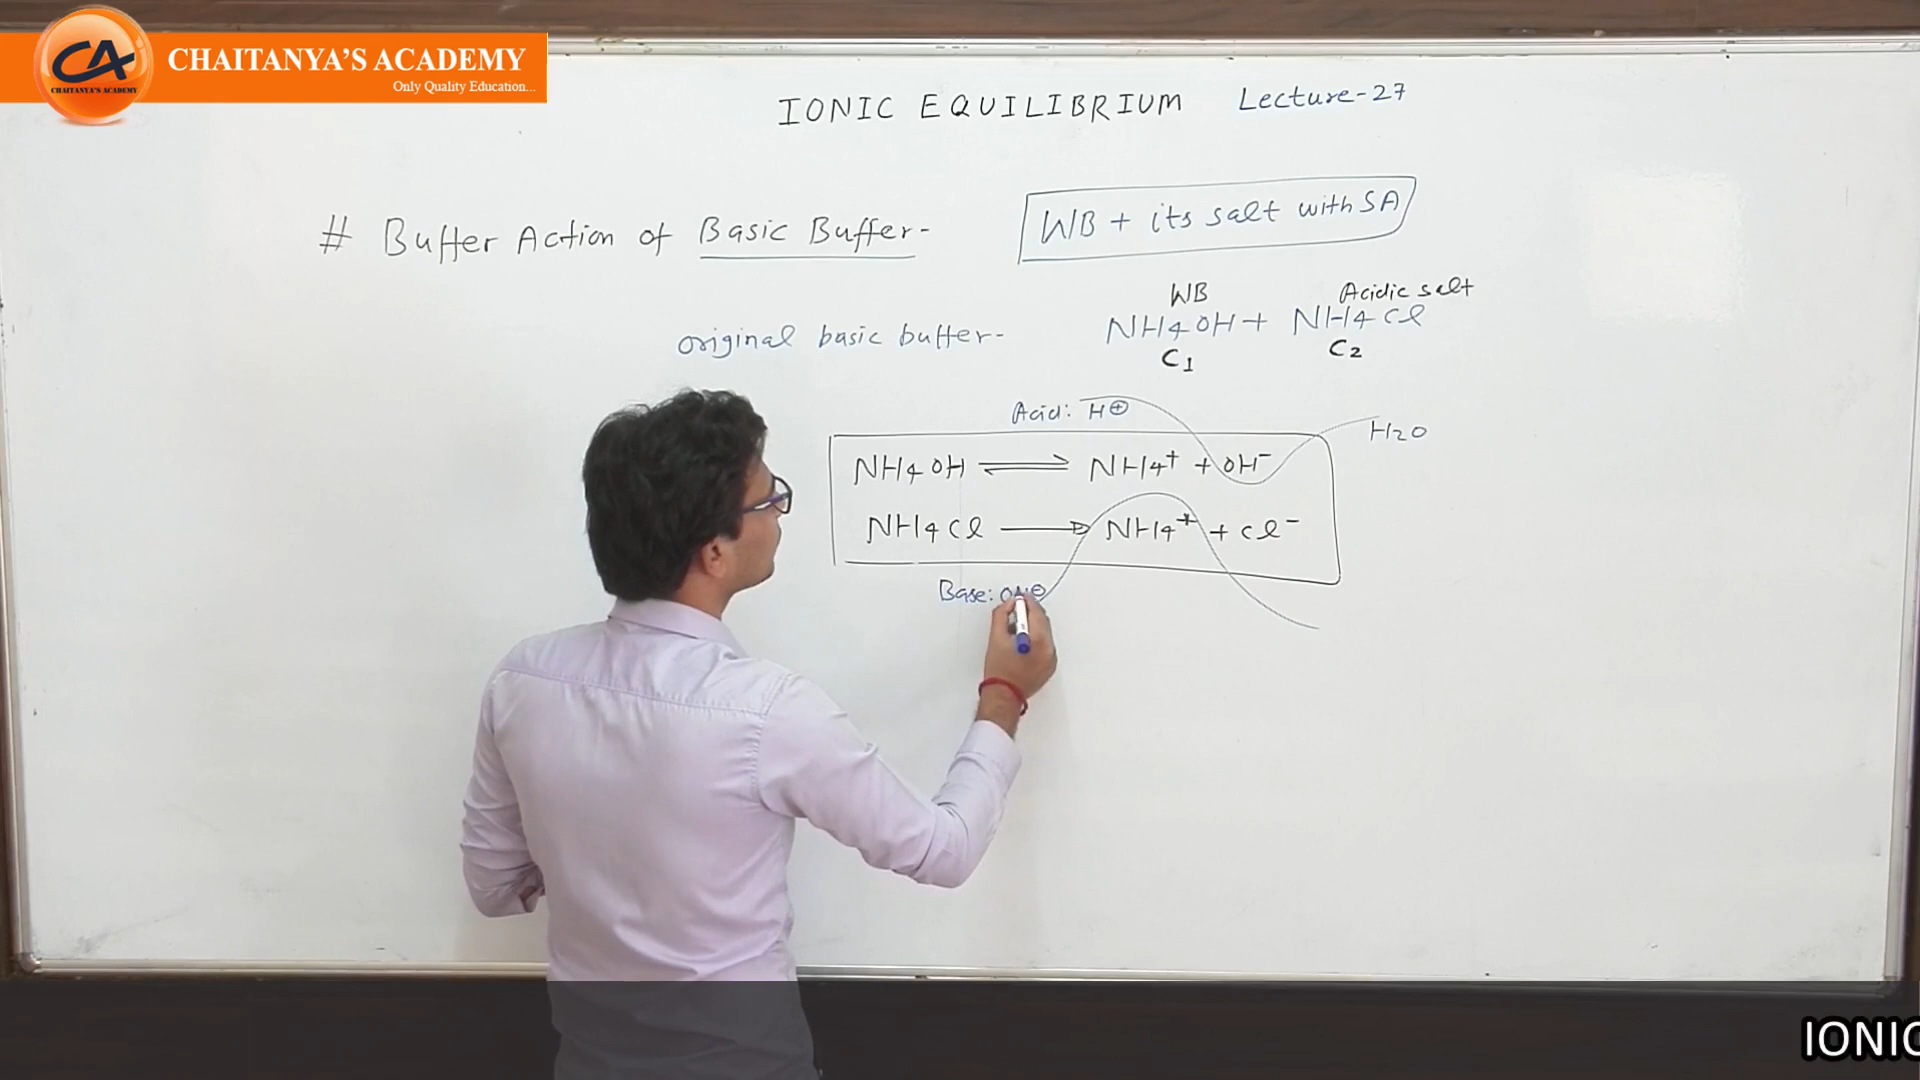 CA
CHAITANYA'S ACADEMY
CHAITANYA'S ACADEMY
Only Quality Education...
IONIC EQUILIBRIUM Lecture-27
# Buffer Action of Basic Buffer-
WB + its salt with SA
WB Acidic salt
original basic buffer- NH4OH + NH4Cl
C1 C2
Acid: H⊕
H2O
NH4OH ⇌ NH4+ + OH-
NH4Cl → NH4+ + Cl-
Base: OH⊖
IONIC